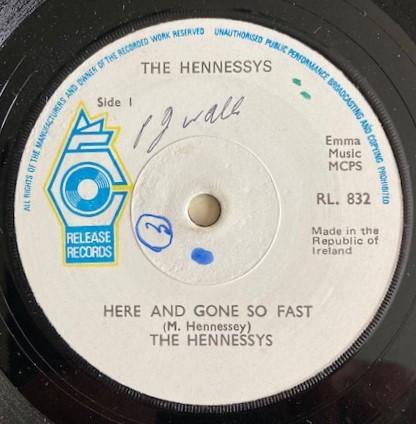 ALL RIGHTS OF THE MANUFACTURERS AND OWNER OF THE RECORDED WORK RESERVED UNAUTHORISED PUBLIC PERFORMANCE BROADCASTING AND COPYING PROHIBITED
THE HENNESSYS
Side 1
p j wall
Emma
Music
MCPS
RL. 832
3
Made in the
Republic of
Ireland
RELEASE
RECORDS
HERE AND GONE SO FAST
(M. Hennessey)
THE HENNESSYS